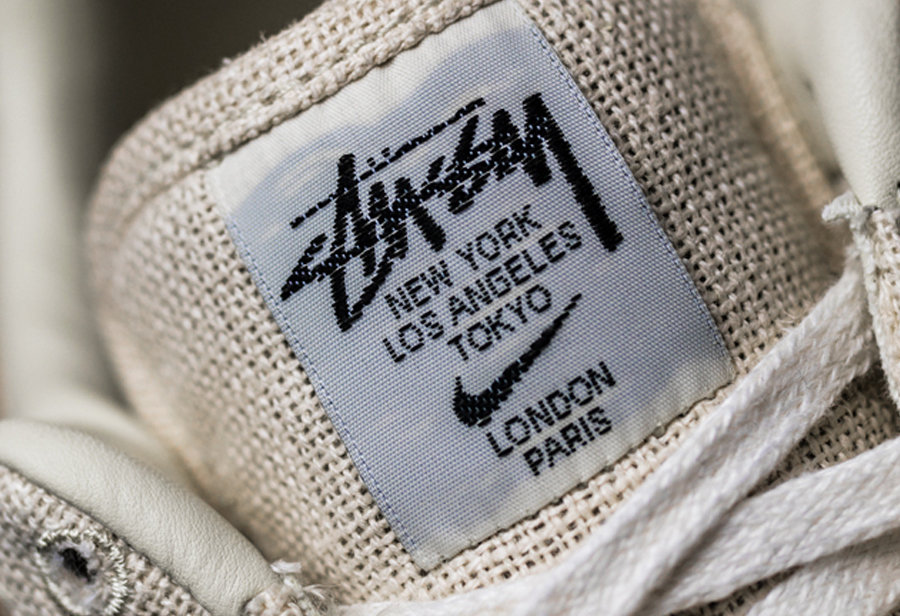 Stüssy
NEW YORK
LOS ANGELES
TOKYO
LONDON
PARIS